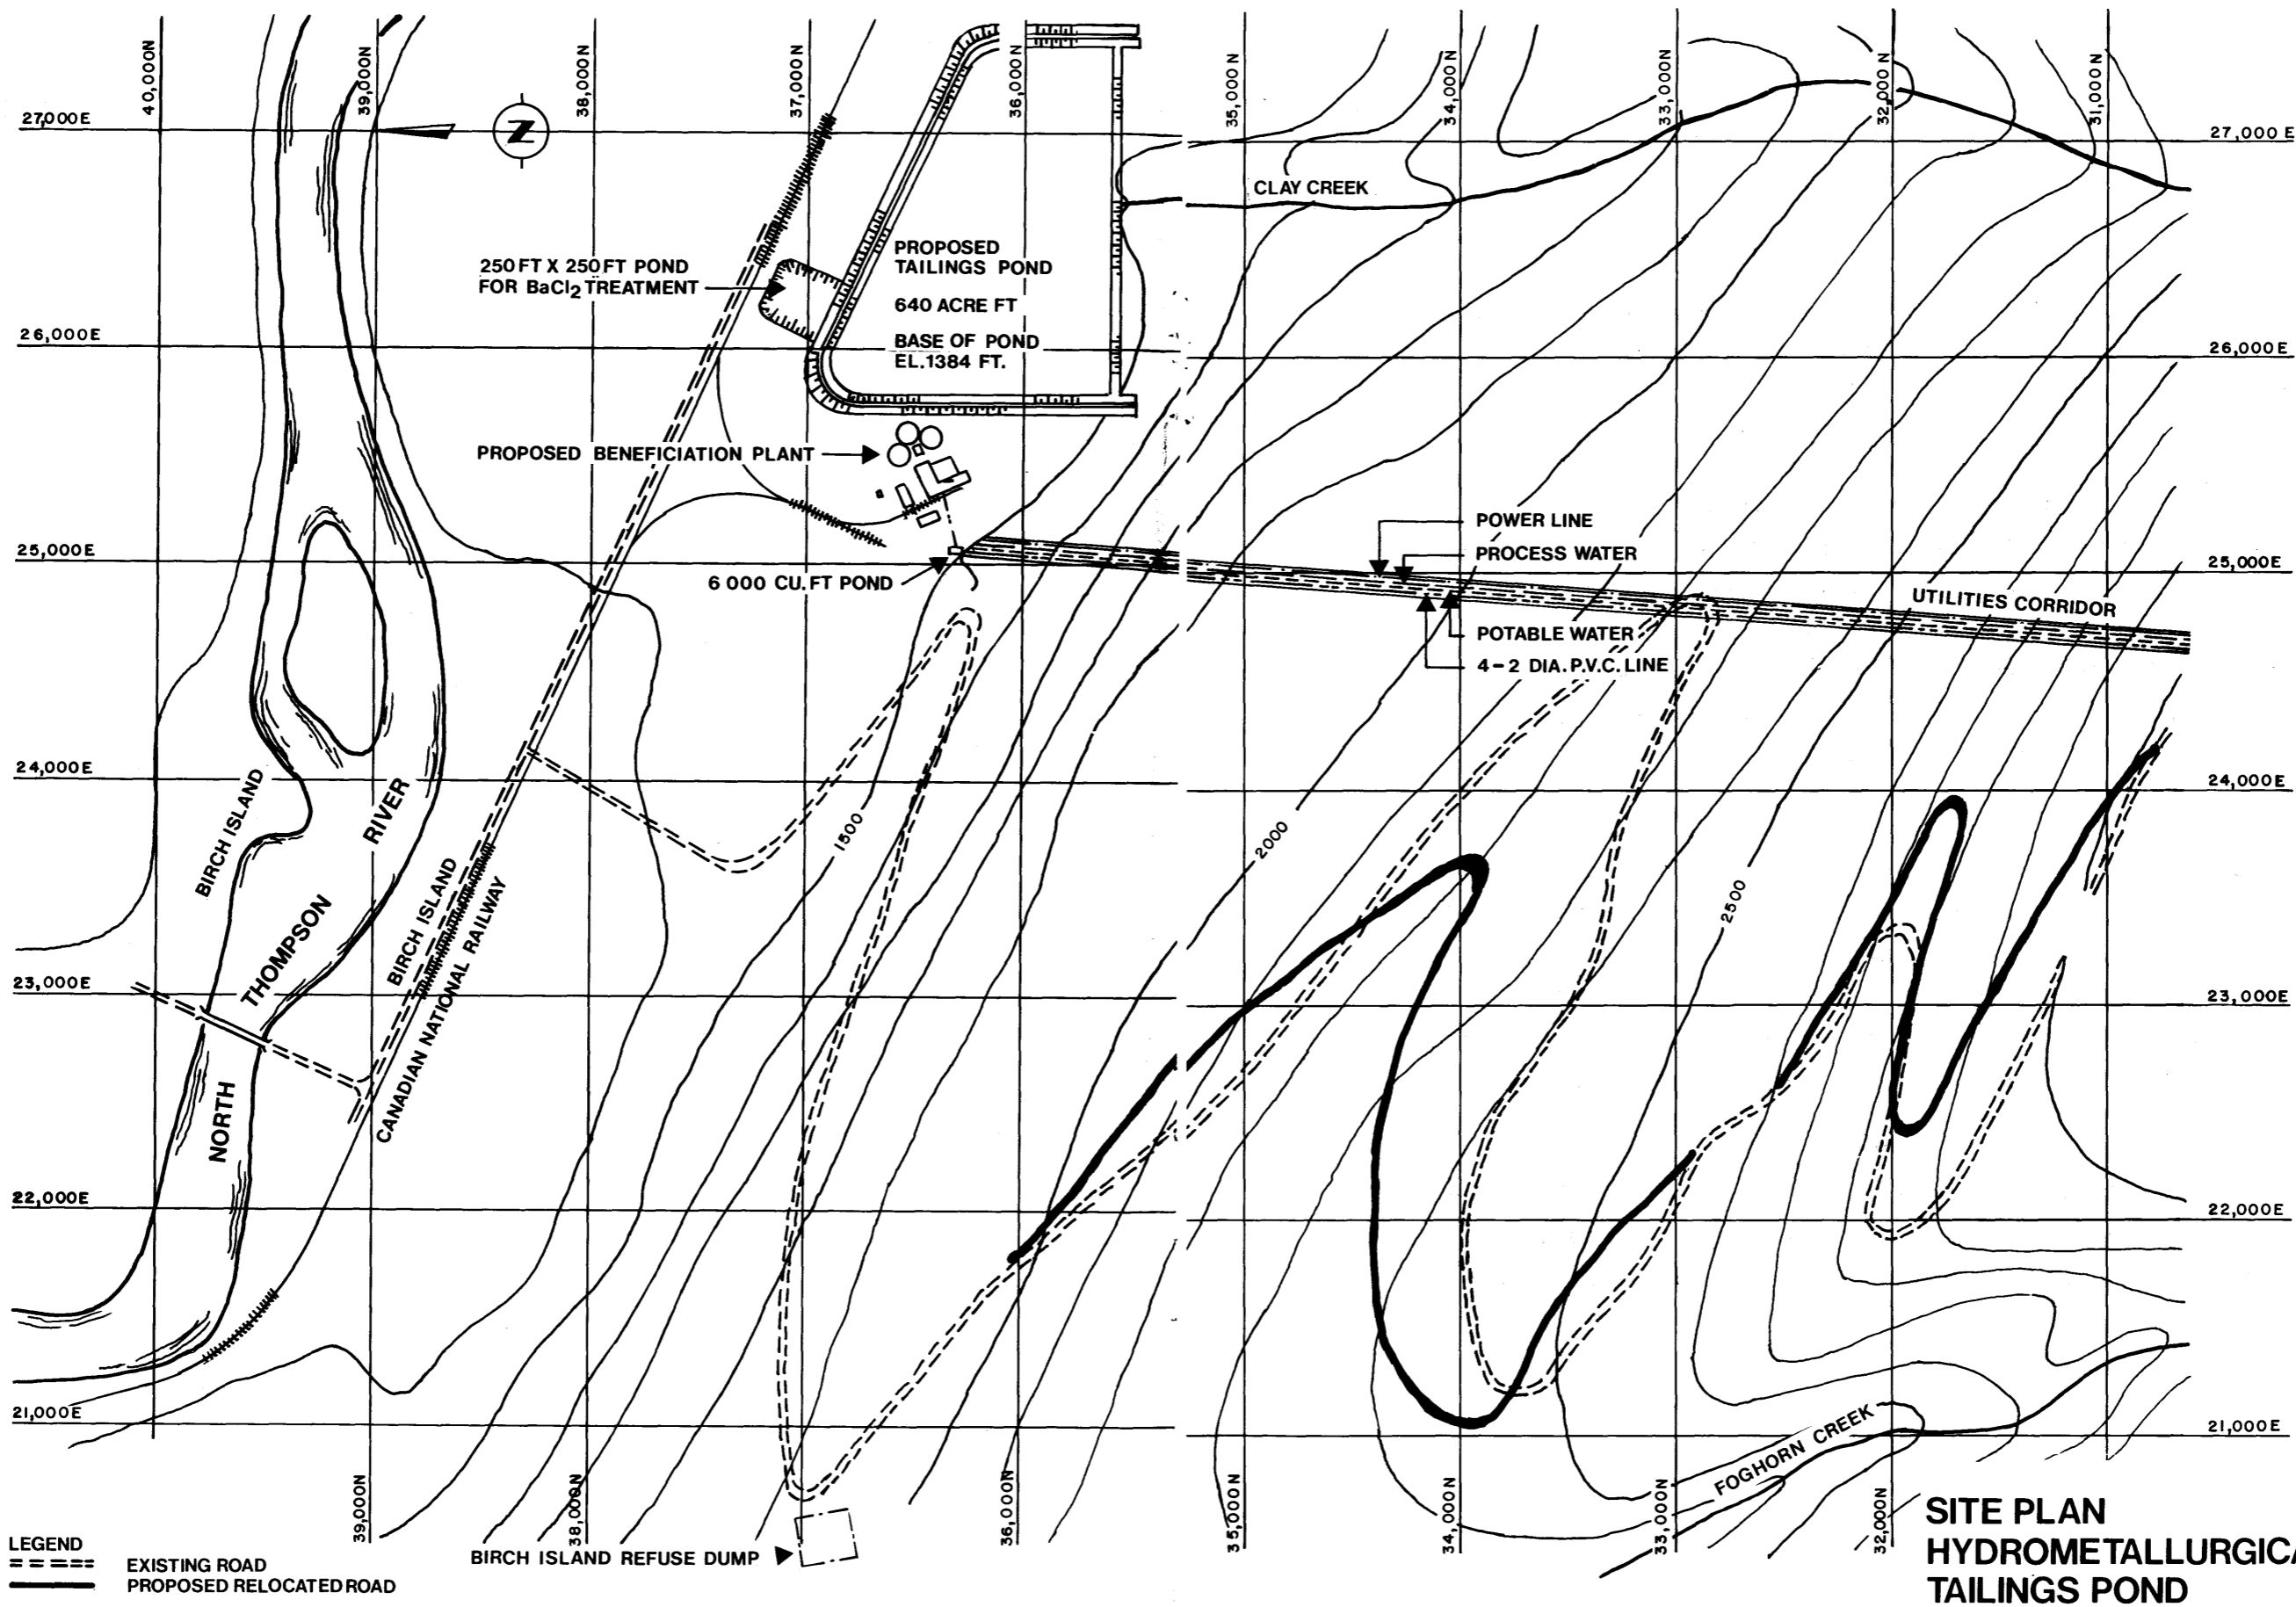 40,000N
39,000N
38,000N
37,000N
36,000N
35,000N
34,000N
33,000N
32,000N
31,000N
27,000E
Z
27,000E
CLAY CREEK
PROPOSED
TAILINGS POND
640 ACRE FT
BASE OF POND
EL.1384 FT.
250 FT X 250 FT POND
FOR BaCl2 TREATMENT
26,000E
26,000E
PROPOSED BENEFICIATION PLANT
POWER LINE
PROCESS WATER
25,000E
25,000E
6 000 CU.FT POND
UTILITIES CORRIDOR
POTABLE WATER
4-2 DIA. P.V.C. LINE
24,000E
24,000E
BIRCH ISLAND
RIVER
1500
2000
2500
BIRCH ISLAND
THOMPSON
CANADIAN NATIONAL RAILWAY
23,000E
23,000E
NORTH
22,000E
22,000E
21,000E
21,000E
FOGHORN CREEK
39,000N
38,000N
36,000N
35,000N
34,000N
33,000N
32,000N
LEGEND
EXISTING ROAD
PROPOSED RELOCATED ROAD
BIRCH ISLAND REFUSE DUMP
SITE PLAN
HYDROMETALLURGICA
TAILINGS POND